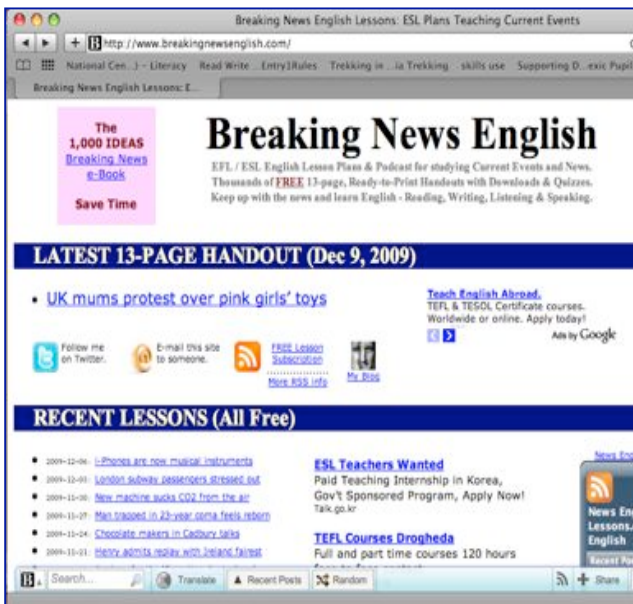 Breaking News English Lessons: ESL Plans Teaching Current Events
http://www.breakingnewsenglish.com/
National Cen...) - Literacy Read Write ...Entry1Rules Trekking in ...ia Trekking skills use Supporting D...exic Pupil
Breaking News English Lessons: E...
The
1,000 IDEAS
Breaking News
e-Book
Save Time
Breaking News English
EFL / ESL English Lesson Plans & Podcast for studying Current Events and News.
Thousands of FREE 13-page, Ready-to-Print Handouts with Downloads & Quizzes.
Keep up with the news and learn English - Reading, Writing, Listening & Speaking.
LATEST 13-PAGE HANDOUT (Dec 9, 2009)
UK mums protest over pink girls' toys
Teach English Abroad.
TEFL & TESOL Certificate courses.
Worldwide or online. Apply today!
Ads by Google
Follow me
on Twitter.
E-mail this site
to someone.
FREE Lesson
Subscription
More RSS info
My Blog
RECENT LESSONS (All Free)
2009-12-06: i-Phones are now musical instruments
2009-12-03: London subway passengers stressed out
2009-11-30: New machine sucks CO2 from the air
2009-11-27: Man trapped in 23-year coma feels reborn
2009-11-24: Chocolate makers in Cadbury talks
2009-11-21: Henry admits replay with Ireland fairest
ESL Teachers Wanted
Paid Teaching Internship in Korea,
Gov't Sponsored Program, Apply Now!
Talk.go.kr
TEFL Courses Drogheda
Full and part time courses 120 hours
News Eng
News Eng
Lessons.
English
Recent Post
Search...
Translate
Recent Posts
Random
Share